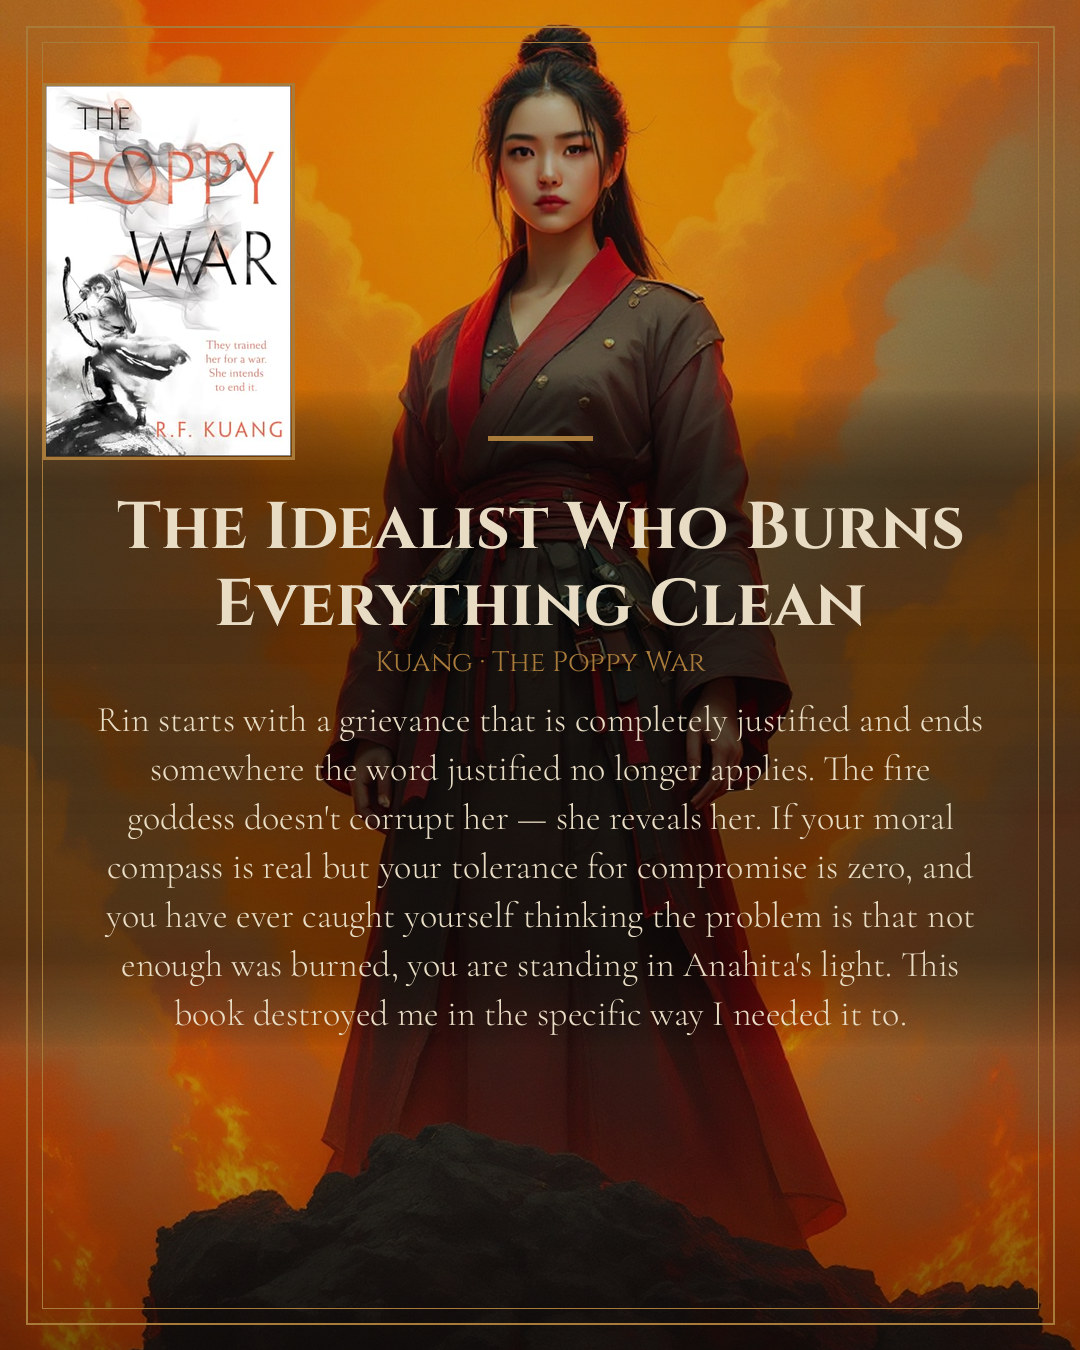 THE
POPPY
WAR
They trained
her for a war.
She intends
to end it.
R.F. KUANG
The Idealist Who Burns
Everything Clean
Kuang · The Poppy War
Rin starts with a grievance that is completely justified and ends
somewhere the word justified no longer applies. The fire
goddess doesn't corrupt her — she reveals her. If your moral
compass is real but your tolerance for compromise is zero, and
you have ever caught yourself thinking the problem is that not
enough was burned, you are standing in Anahita's light. This
book destroyed me in the specific way I needed it to.